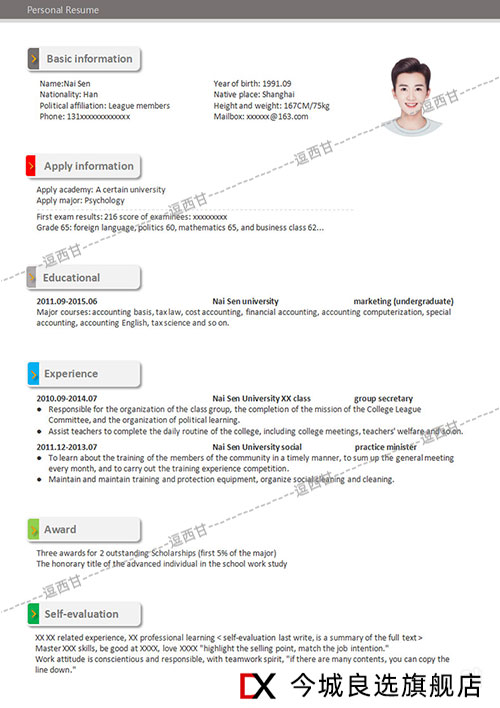 Personal Resume
Basic information
Name:Nai Sen
Year of birth: 1991.09
Nationality: Han
Native place: Shanghai
Political affiliation: League members
Height and weight: 167CM/75kg
Phone: 131xxxxxxxxxxxxx
Mailbox: xxxxxx@163.com
逗西甘
Apply information
Apply academy: A certain university
Apply major: Psychology
逗西甘
First exam results: 216 score of examinees: xxxxxxxxx
Grade 65: foreign language, politics 60, mathematics 65, and business class 62...
逗西甘
Educational
逗西甘
2011.09-2015.06 Nai Sen university marketing (undergraduate)
Major courses: accounting basis, tax law, cost accounting, financial accounting, accounting computerization, special
accounting, accounting English, tax science and so on.
Experience
2010.09-2014.07 Nai Sen University XX class group secretary
● Responsible for the organization of the class group, the completion of the mission of the College League
Committee, and the organization of political learning.
● Assist teachers to complete the daily routine of the college, including college meetings, teachers' welfare and so on.
逗西甘
2011.12-2013.07 Nai Sen University social practice minister
● To learn about the training of the members of the community in a timely manner, to sum up the general meeting
every month, and to carry out the training experience competition.
● Maintain and maintain training and protection equipment, organize social cleaning and cleaning.
逗西甘
Award
逗西甘
Three awards for 2 outstanding Scholarships (first 5% of the major)
The honorary title of the advanced individual in the school work study
逗西甘
Self-evaluation
XX XX related experience, XX professional learning < self-evaluation last write, is a summary of the full text >
Master XXX skills, be good at XXXX, love XXXX "highlight the selling point, match the job intention."
Work attitude is conscientious and responsible, with teamwork spirit, "if there are many contents, you can copy the
line down."
DX 今城良选旗舰店